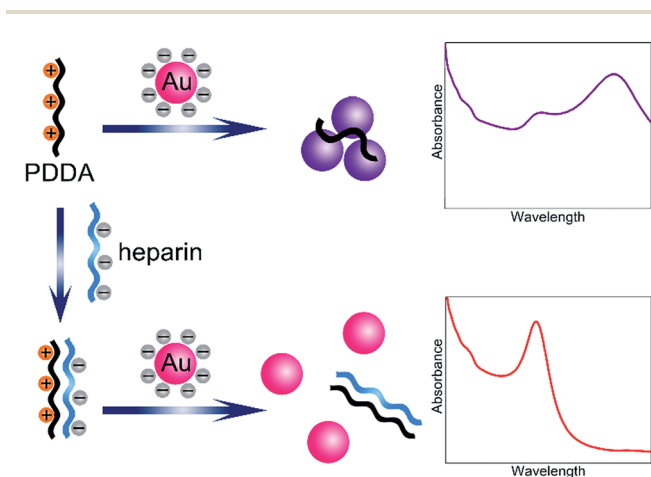 Au
PDDA
Absorbance
Wavelength
heparin
Au
Absorbance
Wavelength